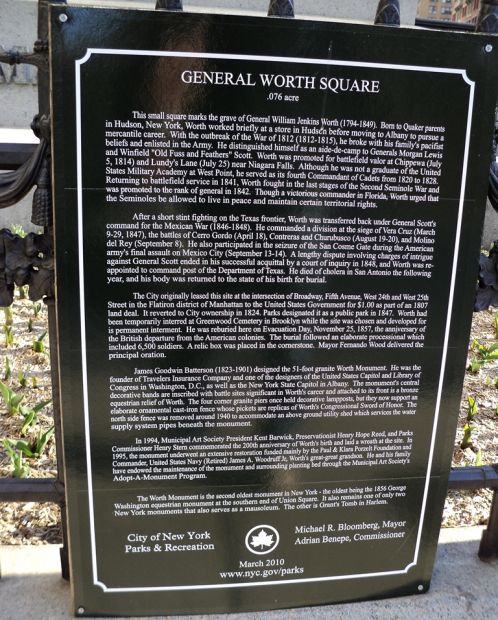 GENERAL WORTH SQUARE
.076 acre
This small square marks the grave of General William Jenkins Worth (1794-1849). Born to Quaker parents
in Hudson, New York, Worth worked briefly at a store in Hudson before moving to Albany to pursue a
mercantile career. With the outbreak of the War of 1812 (1812-1815), he broke with his family's pacifist
beliefs and enlisted in the Army. He distinguished himself as an aide-de-camp to Generals Morgan Lewis
and Winfield "Old Fuss and Feathers" Scott. Worth was promoted for battlefield valor at Chippewa (July
5, 1814) and Lundy's Lane (July 25) near Niagara Falls. Although he was not a graduate of the United
States Military Academy at West Point, he served as its fourth Commandant of Cadets from 1820 to 1828.
Returning to battlefield service in 1841, Worth fought in the last stages of the Second Seminole War and
was promoted to the rank of general in 1842. Though a victorious commander in Florida, Worth urged that
the Seminoles be allowed to live in peace and maintain certain territorial rights.
After a short stint fighting on the Texas frontier, Worth was transferred back under General Scott's
command for the Mexican War (1846-1848). He commanded a division at the siege of Vera Cruz (March
9-29, 1847), the battles of Cerro Gordo (April 18), Contreras and Churubusco (August 19-20), and Molino
del Rey (September 8). He also participated in the seizure of the San Cosme Gate during the American
army's final assault on Mexico City (September 13-14). A lengthy dispute involving charges of intrigue
against General Scott ended in his successful acquittal by a court of inquiry in 1848, and Worth was re-
appointed to command post of the Department of Texas. He died of cholera in San Antonio the following
year, and his body was returned to the state of his birth for burial.
The City originally leased this site at the intersection of Broadway, Fifth Avenue, West 24th and West 25th
Street in the Flatiron district of Manhattan to the United States Government for $1.00 as part of an 1807
land deal. It reverted to City ownership in 1824. Parks designated it as a public park in 1847. Worth had
been temporarily interred at Greenwood Cemetery in Brooklyn while the site was chosen and developed for
is permanent interment. He was reburied here on Evacuation Day, November 25, 1857, the anniversary of
the British departure from the American colonies. The burial followed an elaborate processional which
included 6,500 soldiers. A relic box was placed in the cornerstone. Mayor Fernando Wood delivered the
principal oration.
James Goodwin Batterson (1823-1901) designed the 51-foot granite Worth Monument. He was the
founder of Travelers Insurance Company and one of the designers of the United States Capitol and Library of
Congress in Washington, D.C., as well as the New York State Capitol in Albany. The monument's central
decorative bands are inscribed with battle sites significant in Worth's career and attached to its front is a bronze
equestrian relief of Worth. The four corner granite piers once held decorative lampposts, but they now support an
elaborate ornamental cast-iron fence whose pickets are replicas of Worth's Congressional Sword of Honor. The
north side fence was removed around 1940 to accommodate an above ground utility shed which services the water
supply system pipes beneath the monument.
In 1994, Municipal Art Society President Kent Barwick, Preservationist Henry Hope Reed, and Parks
Commissioner Henry Stern commemorated the 200th anniversary of Worth's birth and laid a wreath at the site. In
1995, the monument underwent an extensive restoration funded mainly by the Paul & Klara Porzelt Foundation and
Commander, United States Navy (Retired) James A. Woodruff Jr, Worth's great-great grandson. He and his family
have endowed the maintenance of the monument and surrounding planting bed through the Municipal Art Society's
Adopt-A-Monument Program.
The Worth Monument is the second oldest monument in New York - the oldest being the 1856 George
Washington equestrian monument at the southern end of Union Square. It also remains one of only two
New York monuments that also serves as a mausoleum. The other is Grant's Tomb in Harlem.
City of New York
Parks & Recreation
Michael R. Bloomberg, Mayor
Adrian Benepe, Commissioner
March 2010
www.nyc.gov/parks